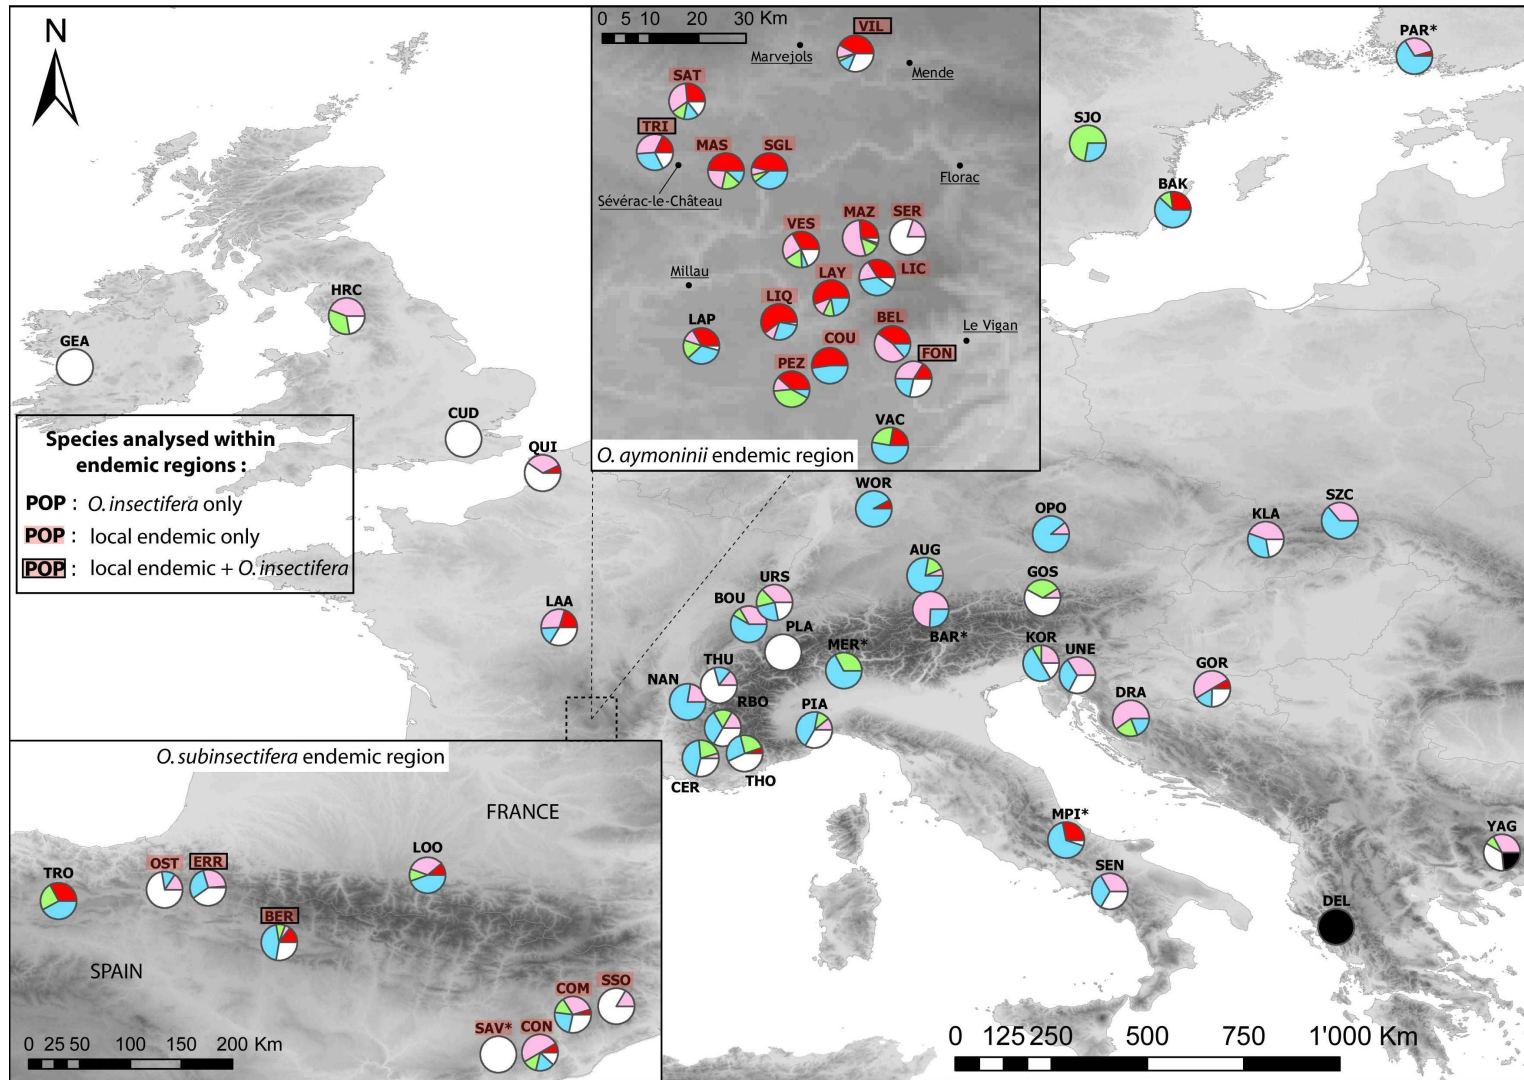 N
0 5 10 20 30 Km
VIL
Marvejols
Mende
SAT
TRI
MAS
SGL
Sévérac-le-Château
Florac
VES
MAZ
SER
Millau
LAY
LIC
LIQ
LAP
COU
BEL
Le Vigan
PEZ
FON
VAC
O. aymoninii endemic region
PAR*
SJO
BAK
HRC
GEA
CUD
QUI
Species analysed within
endemic regions :
POP : O. insectifera only
POP : local endemic only
POP : local endemic + O. insectifera
WOR
OPO
SZC
KLA
AUG
URS
GOS
BOU
LAA
PLA
BAR*
MER*
KOR
UNE
THU
GOR
NAN
RBO
PIA
DRA
CER
THO
MPI*
YAG
SEN
DEL
O. subinsectifera endemic region
FRANCE
LOO
OST
ERR
TRO
BER
SPAIN
SSO
COM
SAV*
CON
0 25 50 100 150 200 Km
0 125 250 500 750 1'000 Km